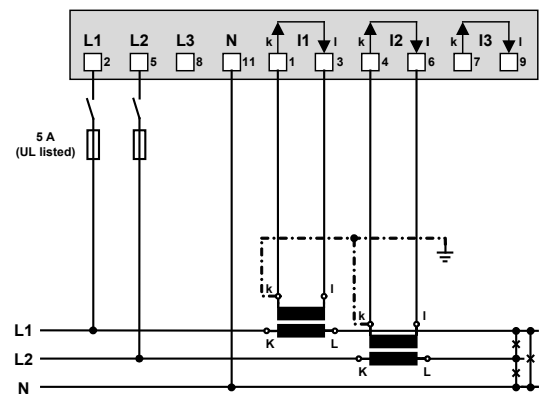 L1 L2 L3 N k I1 l k I2 l k I3 l
2 5 8 11 1 3 4 6 7 9
5 A
(UL listed)
k l
k l
L1 K L
L2 K L
N